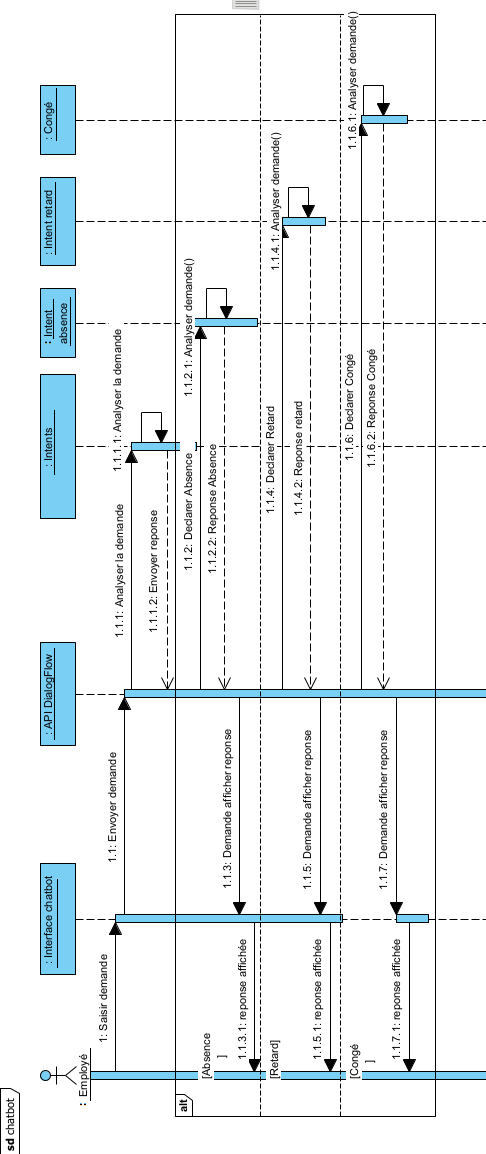 sd chatbot
: Employé
: Interface chatbot
: API DialogFlow
: Intents
: Intent
absence
: Intent retard
: Congé
1: Saisir demande
1.1: Envoyer demande
1.1.1: Analyser la demande
1.1.1.1: Analyser la demande
1.1.1.2: Envoyer reponse
alt
[Absence
]
1.1.2: Declarer Absence
1.1.2.1: Analyser demande()
1.1.2.2: Reponse Absence
1.1.3: Demande afficher reponse
1.1.3.1: reponse affichée
[Retard]
1.1.4: Declarer Retard
1.1.4.1: Analyser demande()
1.1.4.2: Reponse retard
1.1.5: Demande afficher reponse
1.1.5.1: reponse affichée
[Congé
]
1.1.6: Declarer Congé
1.1.6.1: Analyser demande()
1.1.6.2: Reponse Congé
1.1.7: Demande afficher reponse
1.1.7.1: reponse affichée